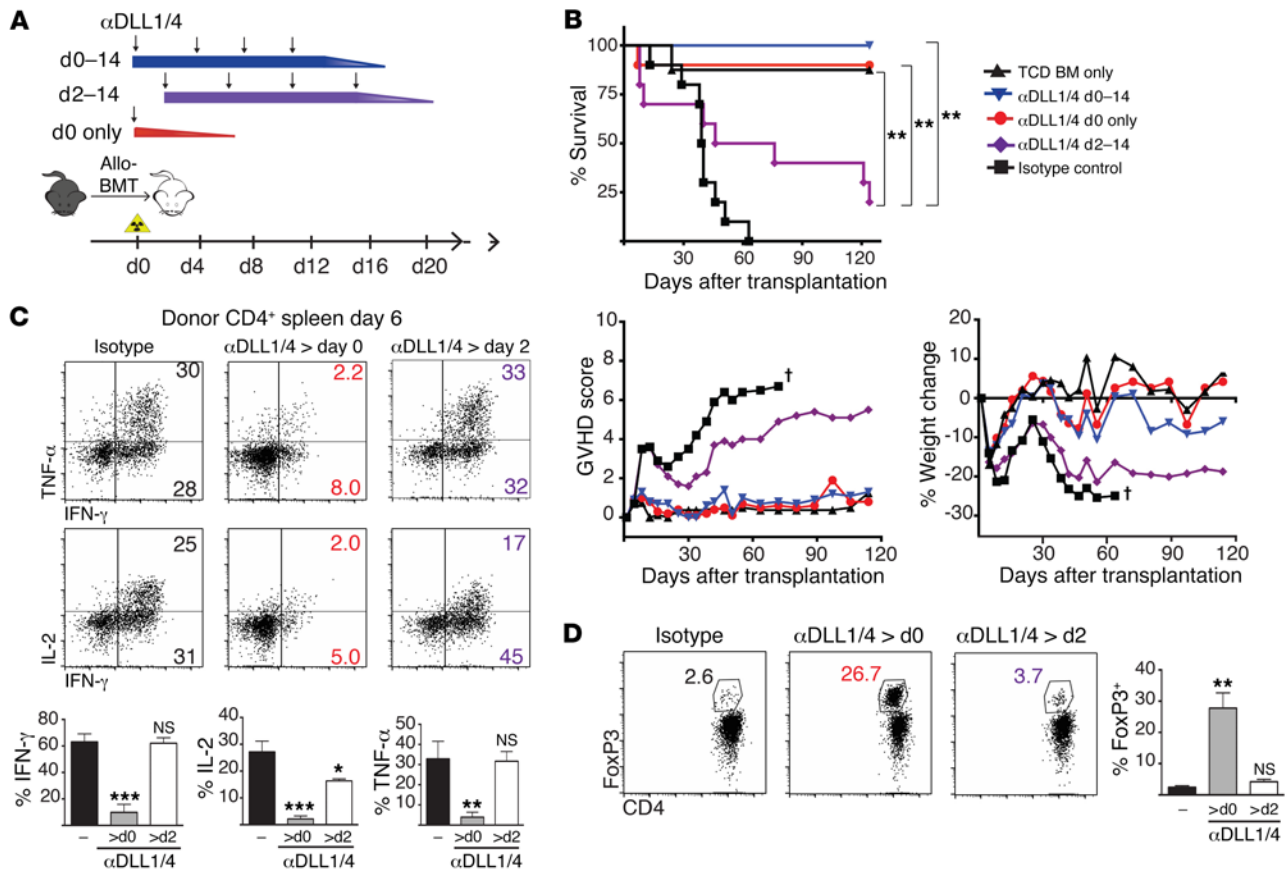 A
αDLL1/4
d0–14
d2–14
d0 only
Allo-
BMT
d0 d4 d8 d12 d16 d20
B
100
75
50
25
% Survival
30 60 90 120
Days after transplantation
** ** **
TCD BM only
αDLL1/4 d0–14
αDLL1/4 d0 only
αDLL1/4 d2–14
Isotype control
10
8
6
4
2
0
GVHD score
†
0 30 60 90 114
Days after transplantation
20
10
0
-10
-20
-30
% Weight change
†
30 60 90 120
Days after transplantation
C
Donor CD4+ spleen day 6
Isotype αDLL1/4 > day 0 αDLL1/4 > day 2
30 2.2 33
TNF-α
28 8.0 32
IFN-γ
25 2.0 17
IL-2
31 5.0 45
IFN-γ
80
60
40
20
% IFN-γ
*** NS
– >d0 >d2
αDLL1/4
40
30
20
10
% IL-2
*** *
– >d0 >d2
αDLL1/4
50
40
30
20
10
% TNF-α
** NS
– >d0 >d2
αDLL1/4
D
Isotype αDLL1/4 > d0 αDLL1/4 > d2
2.6 26.7 3.7
FoxP3
CD4
40
30
20
10
0
% FoxP3+
** NS
– >d0 >d2
αDLL1/4